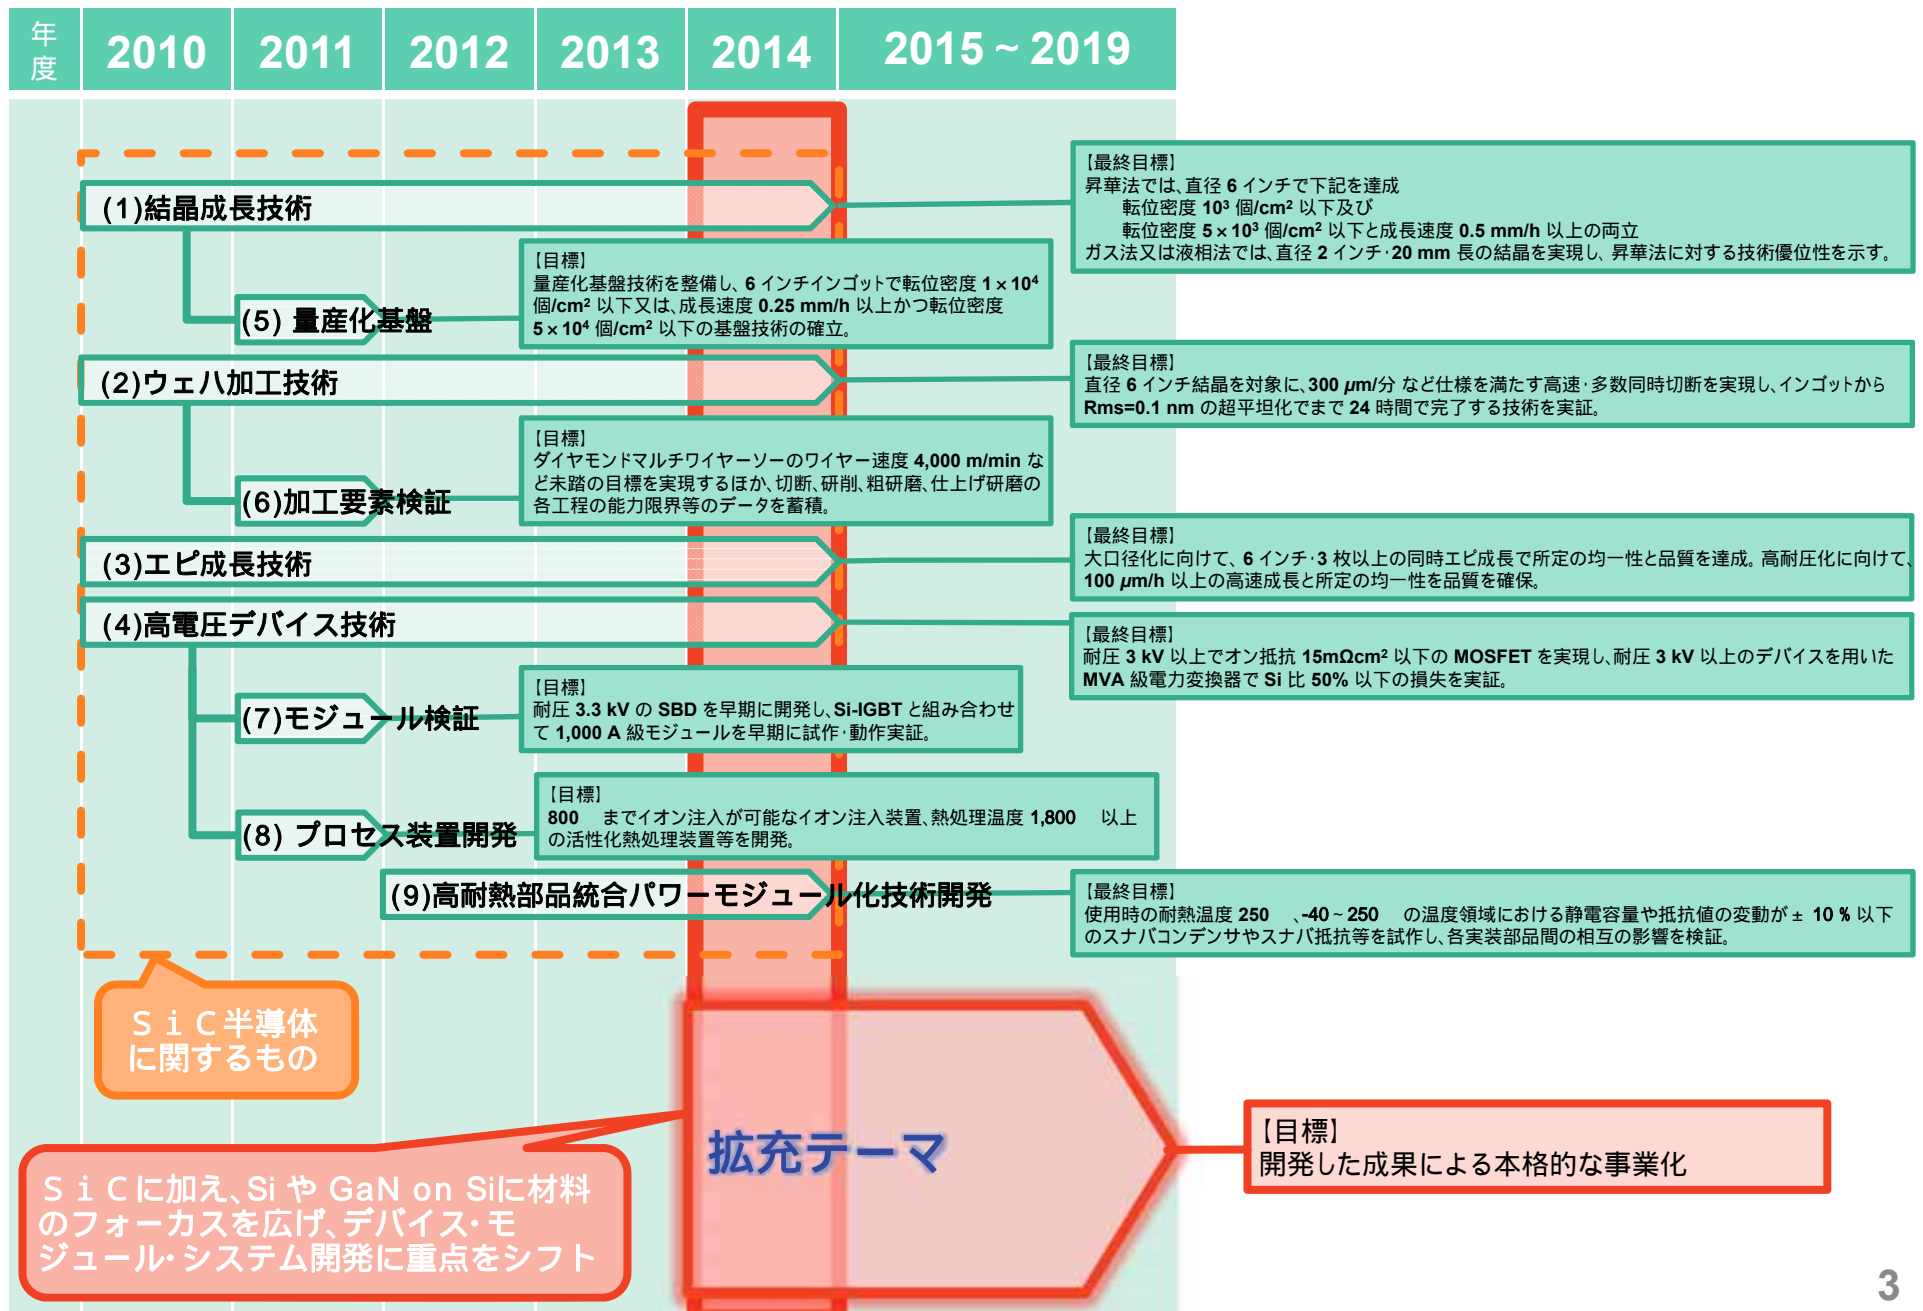 年度 2010 2011 2012 2013 2014 2015~2019
(1)結晶成長技術
【最終目標】
昇華法では、直径 6 インチで下記を達成
転位密度 10³ 個/cm² 以下及び
転位密度 5×10³ 個/cm² 以下と成長速度 0.5 mm/h 以上の両立
ガス法又は液相法では、直径 2 インチ・20 mm 長の結晶を実現し、昇華法に対する技術優位性を示す。
(5) 量産化基盤
【目標】
量産化基盤技術を整備し、6 インチインゴットで転位密度 1×10⁴
個/cm² 以下又は、成長速度 0.25 mm/h 以上かつ転位密度
5×10⁴ 個/cm² 以下の基盤技術の確立。
(2)ウェハ加工技術
【最終目標】
直径 6 インチ結晶を対象に、300 μm/分 など仕様を満たす高速・多数同時切断を実現し、インゴットから
Rms=0.1 nm の超平坦化でまで 24 時間で完了する技術を実証。
(6)加工要素検証
【目標】
ダイヤモンドマルチワイヤーソーのワイヤー速度 4,000 m/min な
ど未踏の目標を実現するほか、切断、研削、粗研磨、仕上げ研磨の
各工程の能力限界等のデータを蓄積。
(3)エピ成長技術
【最終目標】
大口径化に向けて、6 インチ・3 枚以上の同時エピ成長で所定の均一性と品質を達成。高耐圧化に向けて、
100 μm/h 以上の高速成長と所定の均一性を品質を確保。
(4)高電圧デバイス技術
【最終目標】
耐圧 3 kV 以上でオン抵抗 15mΩcm² 以下の MOSFET を実現し、耐圧 3 kV 以上のデバイスを用いた
MVA 級電力変換器で Si 比 50% 以下の損失を実証。
(7)モジュール検証
【目標】
耐圧 3.3 kV の SBD を早期に開発し、Si-IGBT と組み合わせ
て 1,000 A 級モジュールを早期に試作・動作実証。
(8) プロセス装置開発
【目標】
800 までイオン注入が可能なイオン注入装置、熱処理温度 1,800 以上
の活性化熱処理装置等を開発。
(9)高耐熱部品統合パワーモジュール化技術開発
【最終目標】
使用時の耐熱温度 250 、-40~250 の温度領域における静電容量や抵抗値の変動が± 10 % 以下
のスナバコンデンサやスナバ抵抗等を試作し、各実装部品間の相互の影響を検証。
SiC半導体
に関するもの
拡充テーマ
【目標】
開発した成果による本格的な事業化
SiCに加え、Si や GaN on Siに材料
のフォーカスを広げ、デバイス・モ
ジュール・システム開発に重点をシフト
3